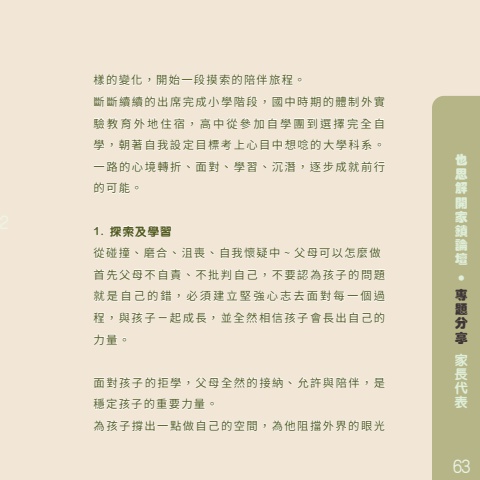 樣的變化，開始一段摸索的陪伴旅程。
斷斷續續的出席完成小學階段，國中時期的體制外實
驗教育外地住宿，高中從參加自學團到選擇完全自
學，朝著自我設定目標考上心目中想唸的大學科系。
一路的心境轉折、面對、學習、沉潛，逐步成就前行
的可能。
1. 探索及學習
從碰撞、磨合、沮喪、自我懷疑中～父母可以怎麼做
首先父母不自責、不批判自己，不要認為孩子的問題
就是自己的錯，必須建立堅強心志去面對每一個過
程，與孩子一起成長，並全然相信孩子會長出自己的
力量。
面對孩子的拒學，父母全然的接納、允許與陪伴，是
穩定孩子的重要力量。
為孩子撐出一點做自己的空間，為他阻擋外界的眼光
也思解開家鎖論壇 • 專題分享 家長代表
63
2